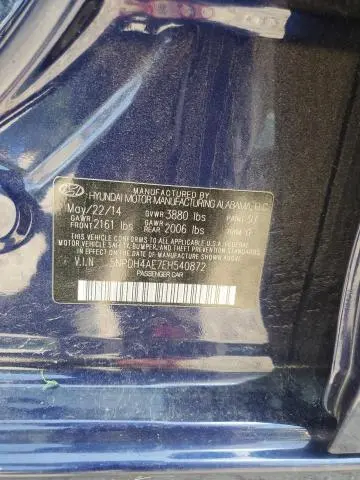 MANUFACTURED BY
HYUNDAI MOTOR MANUFACTURING ALABAMA, LLC
May/22/14 GVWR 3880 lbs PAINT
GAWR FRONT 2161 lbs GAWR REAR 2006 lbs TRIM
THIS VEHICLE CONFORMS TO ALL APPLICABLE U.S.A FEDERAL
MOTOR VEHICLE SAFETY, BUMPER, AND THEFT PREVENTION STANDARDS
IN EFFECT ON THE DATE OF MANUFACTURE SHOWN ABOVE.
V.I.N 5NPDH4AE7EH540872
PASSENGER CAR